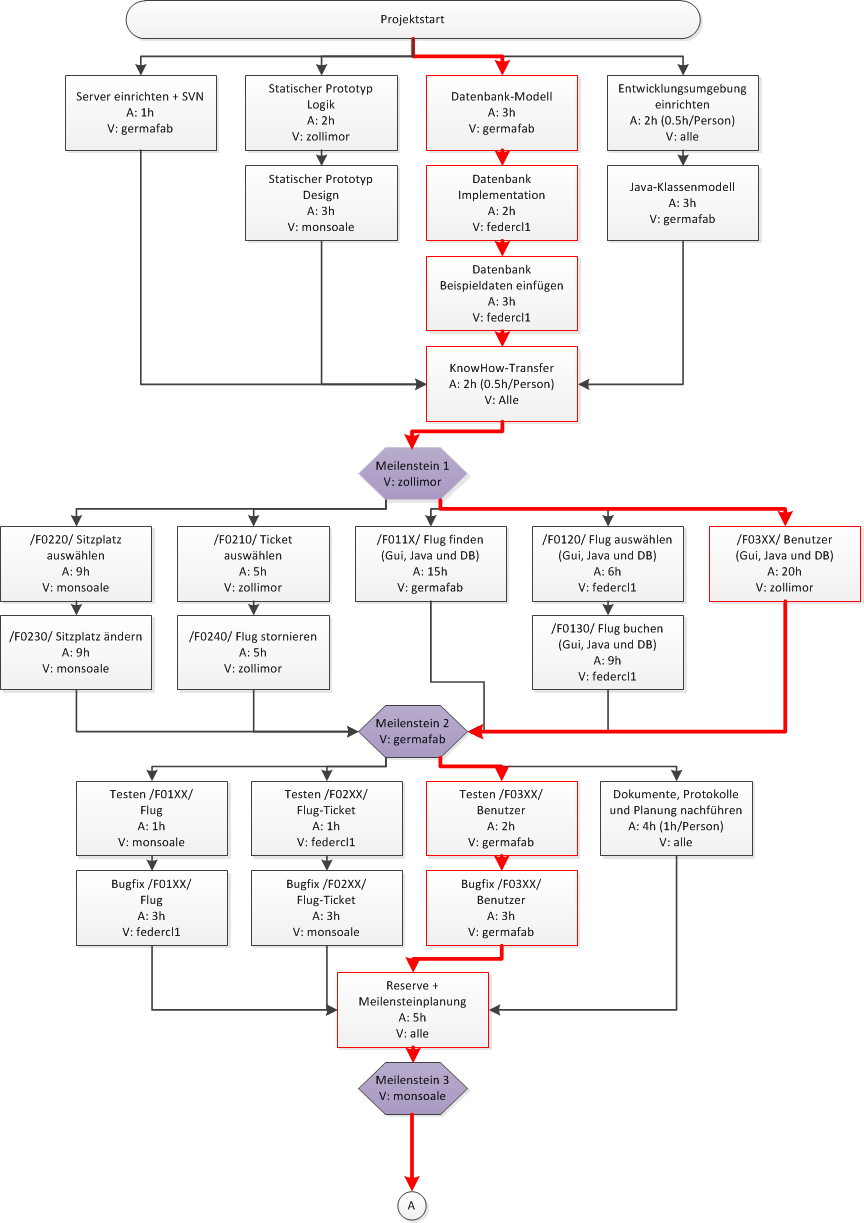 Projektstart
Server einrichten + SVN
A: 1h
V: germafab
Statischer Prototyp
Logik
A: 2h
V: zollimor
Datenbank-Modell
A: 3h
V: germafab
Entwicklungsumgebung
einrichten
A: 2h (0.5h/Person)
V: alle
Statischer Prototyp
Design
A: 3h
V: monsoale
Datenbank
Implementation
A: 2h
V: federcl1
Java-Klassenmodell
A: 3h
V: germafab
Datenbank
Beispieldaten einfügen
A: 3h
V: federcl1
KnowHow-Transfer
A: 2h (0.5h/Person)
V: Alle
Meilenstein 1
V: zollimor
/F0220/ Sitzplatz
auswählen
A: 9h
V: monsoale
/F0210/ Ticket
auswählen
A: 5h
V: zollimor
/F011X/ Flug finden
(Gui, Java und DB)
A: 15h
V: germafab
/F0120/ Flug auswählen
(Gui, Java und DB)
A: 6h
V: federcl1
/F03XX/ Benutzer
(Gui, Java und DB)
A: 20h
V: zollimor
/F0230/ Sitzplatz ändern
A: 9h
V: monsoale
/F0240/ Flug stornieren
A: 5h
V: zollimor
/F0130/ Flug buchen
(Gui, Java und DB)
A: 9h
V: federcl1
Meilenstein 2
V: germafab
Testen /F01XX/
Flug
A: 1h
V: monsoale
Testen /F02XX/
Flug-Ticket
A: 1h
V: federcl1
Testen /F03XX/
Benutzer
A: 2h
V: germafab
Dokumente, Protokolle
und Planung nachführen
A: 4h (1h/Person)
V: alle
Bugfix /F01XX/
Flug
A: 3h
V: federcl1
Bugfix /F02XX/
Flug-Ticket
A: 3h
V: monsoale
Bugfix /F03XX/
Benutzer
A: 3h
V: germafab
Reserve +
Meilensteinplanung
A: 5h
V: alle
Meilenstein 3
V: monsoale
A